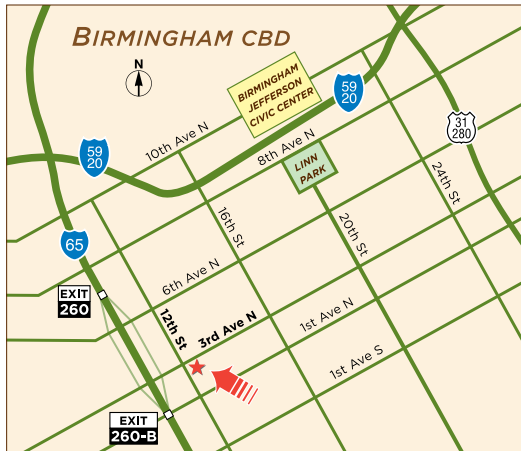 BIRMINGHAM CBD
N
BIRMINGHAM
JEFFERSON
CIVIC CENTER
59
20
31
280
10th Ave N
8th Ave N
59
20
LINN
PARK
24th St
16th St
20th St
65
6th Ave N
EXIT
260
12th St
3rd Ave N
1st Ave N
1st Ave S
EXIT
260-B